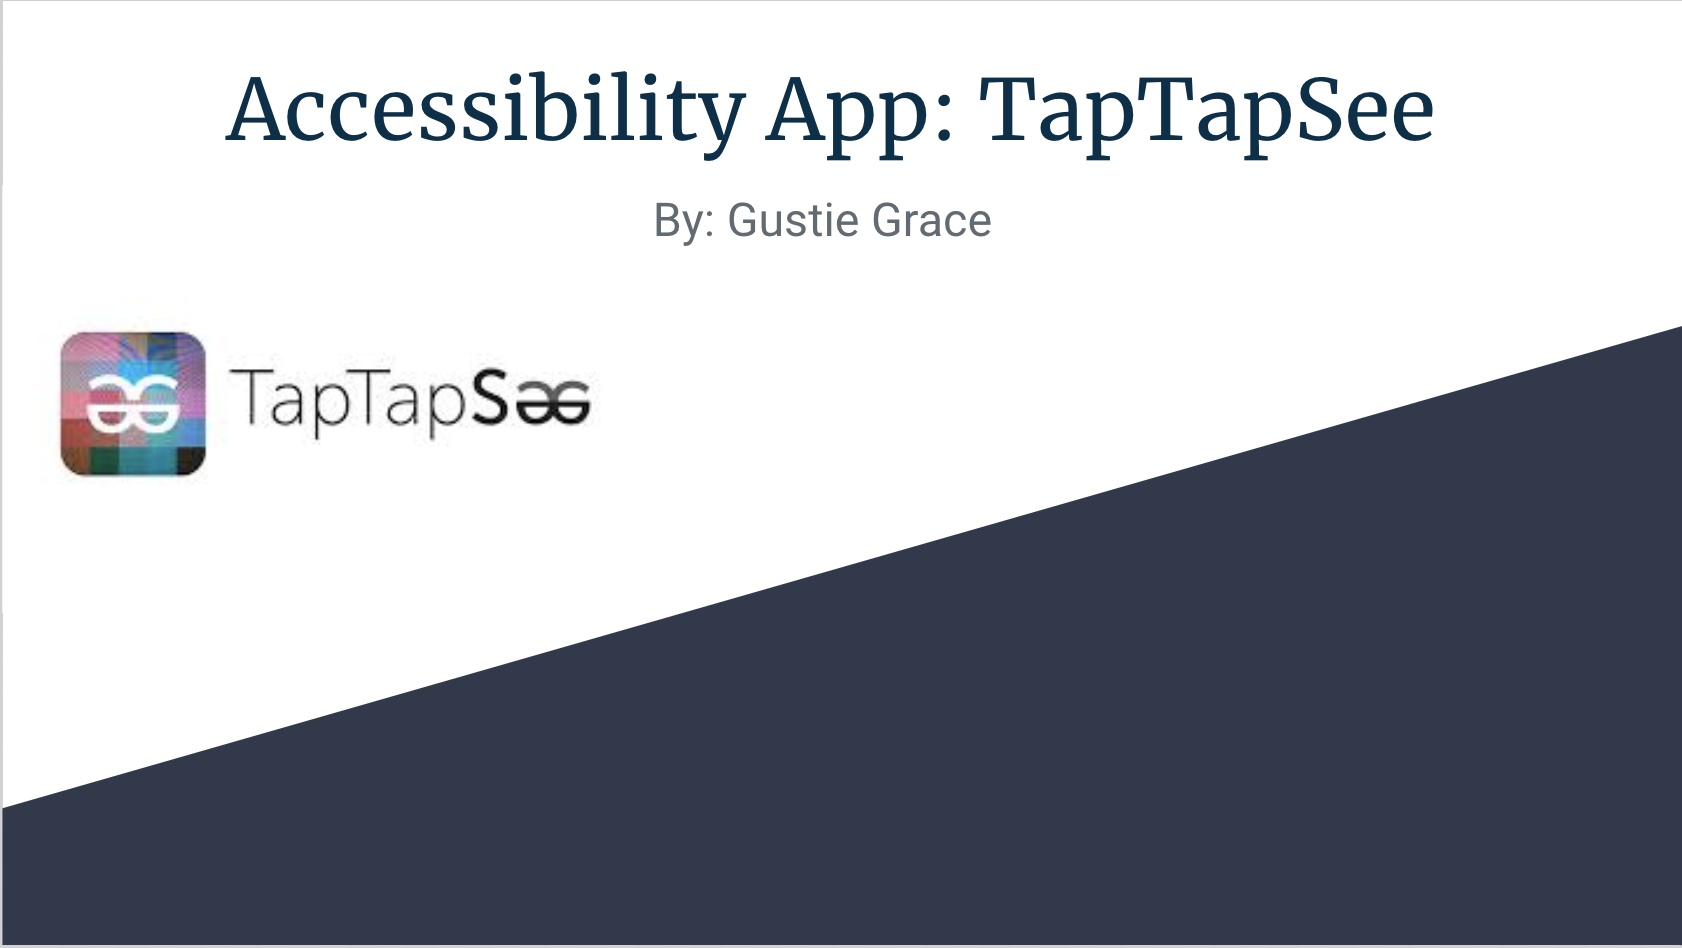 Accessibility App: TapTapSee
By: Gustie Grace
TapTapSee